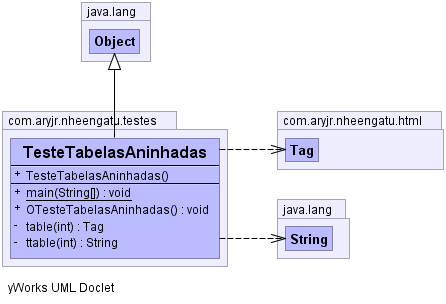 java.lang
Object
com.aryjr.nheengatu.testes
TesteTabelasAninhadas
+ TesteTabelasAninhadas()
+ main(String[]) : void
+ OTesteTabelasAninhadas() : void
- table(int) : Tag
- ttable(int) : String
com.aryjr.nheengatu.html
Tag
java.lang
String
yWorks UML Doclet